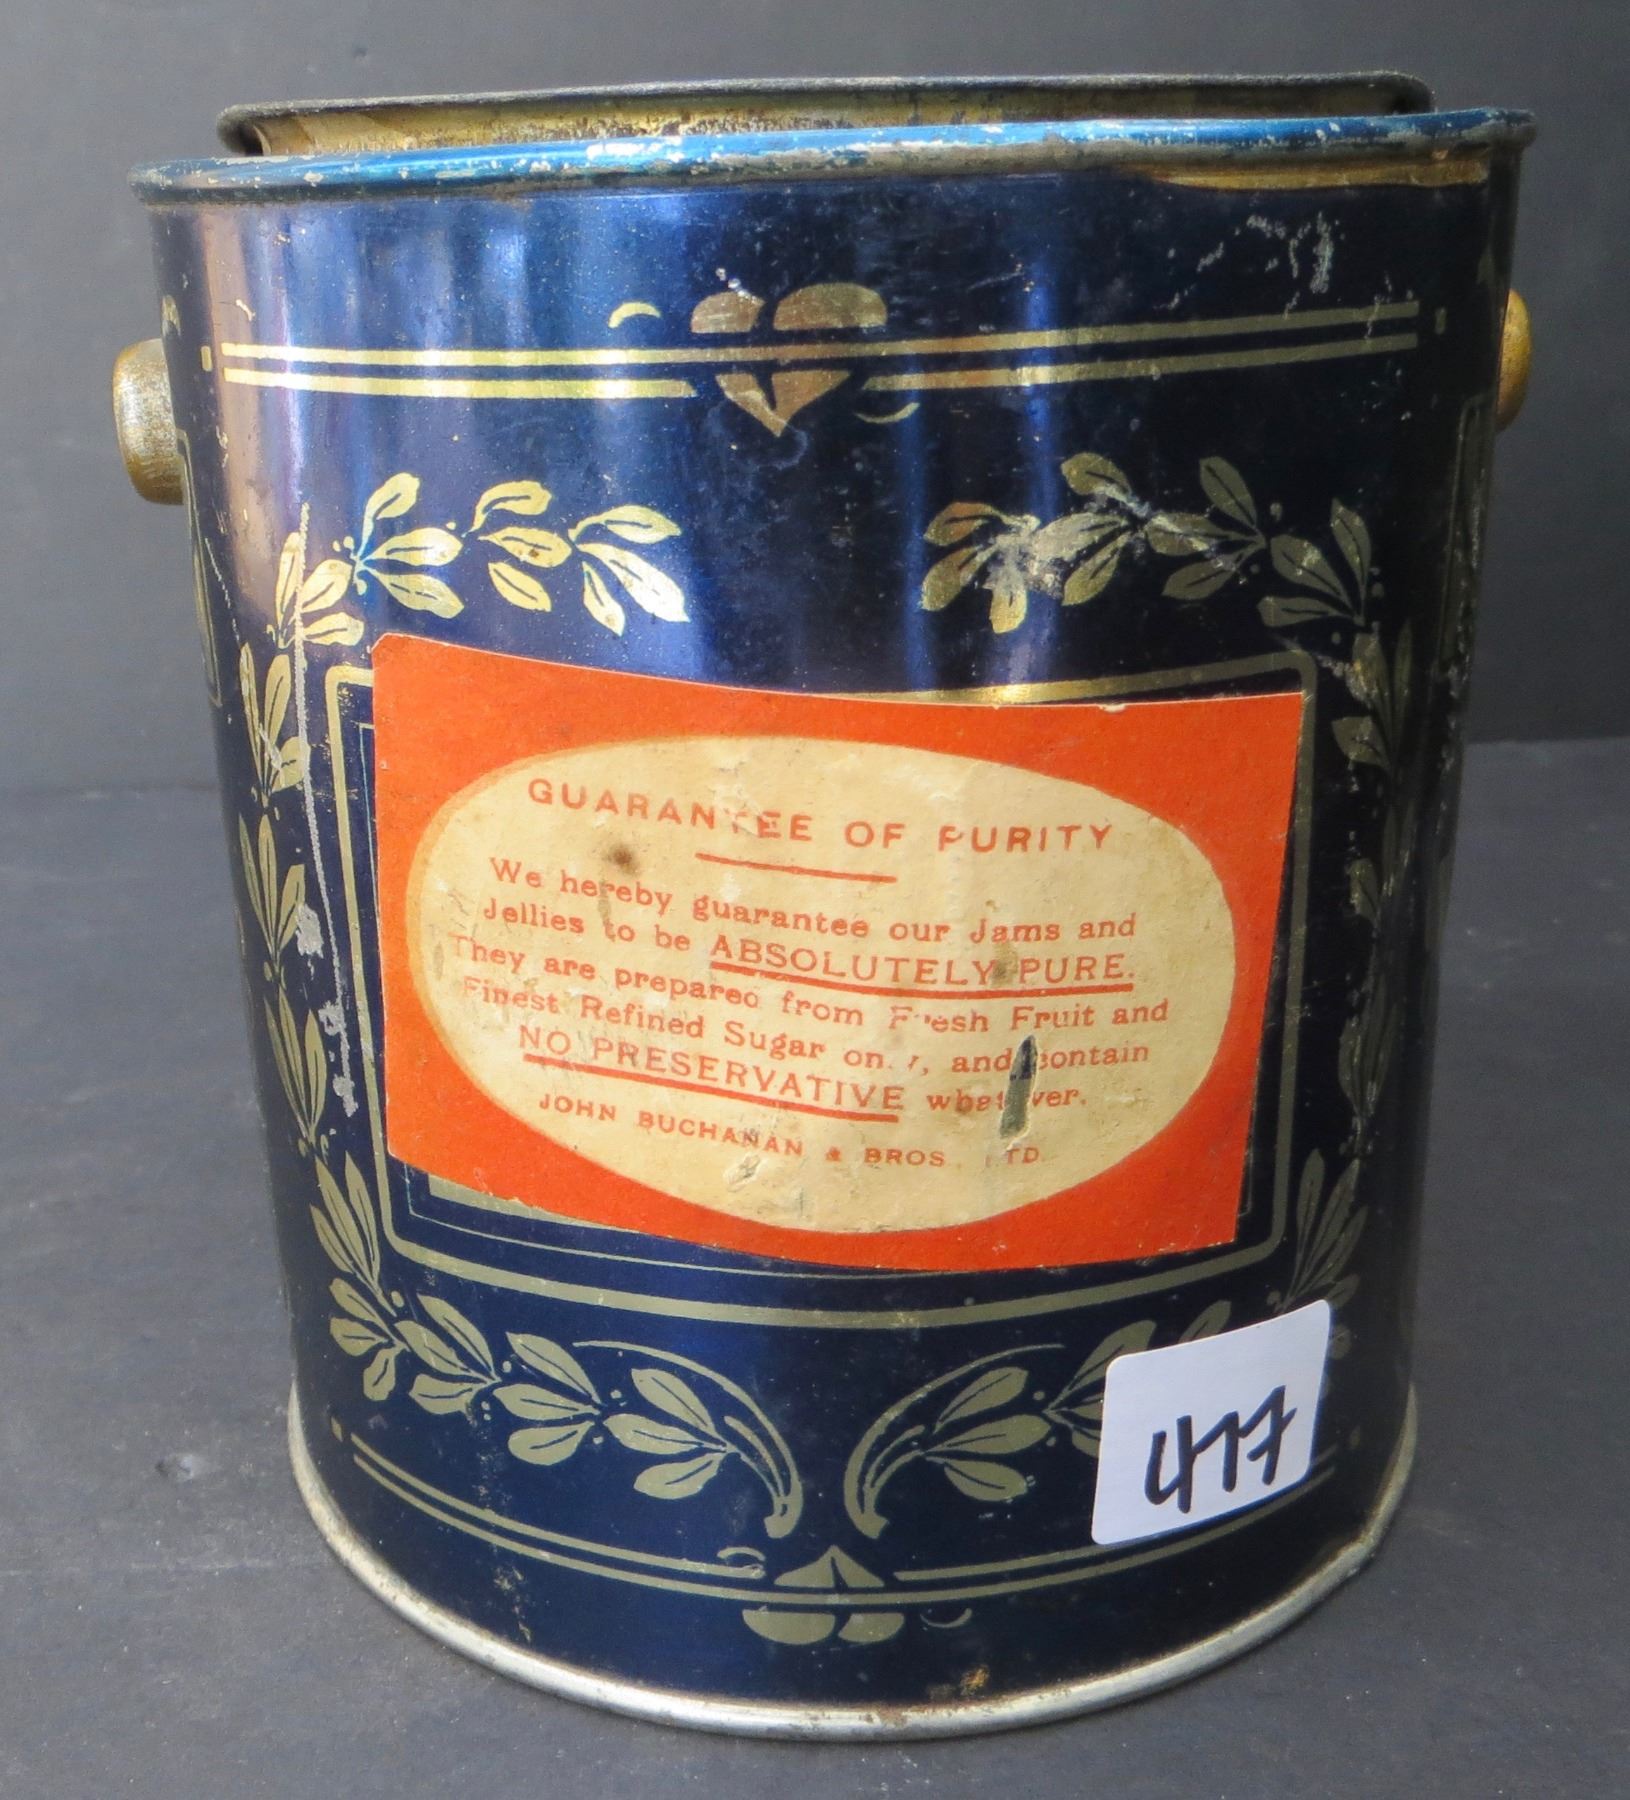 GUARANTEE OF PURITY
We hereby guarantee our Jams and
Jellies to be ABSOLUTELY PURE.
They are prepared from Fresh Fruit and
Finest Refined Sugar only, and contain
NO PRESERVATIVE whatever.
JOHN BUCHANAN & BROS LTD.
477